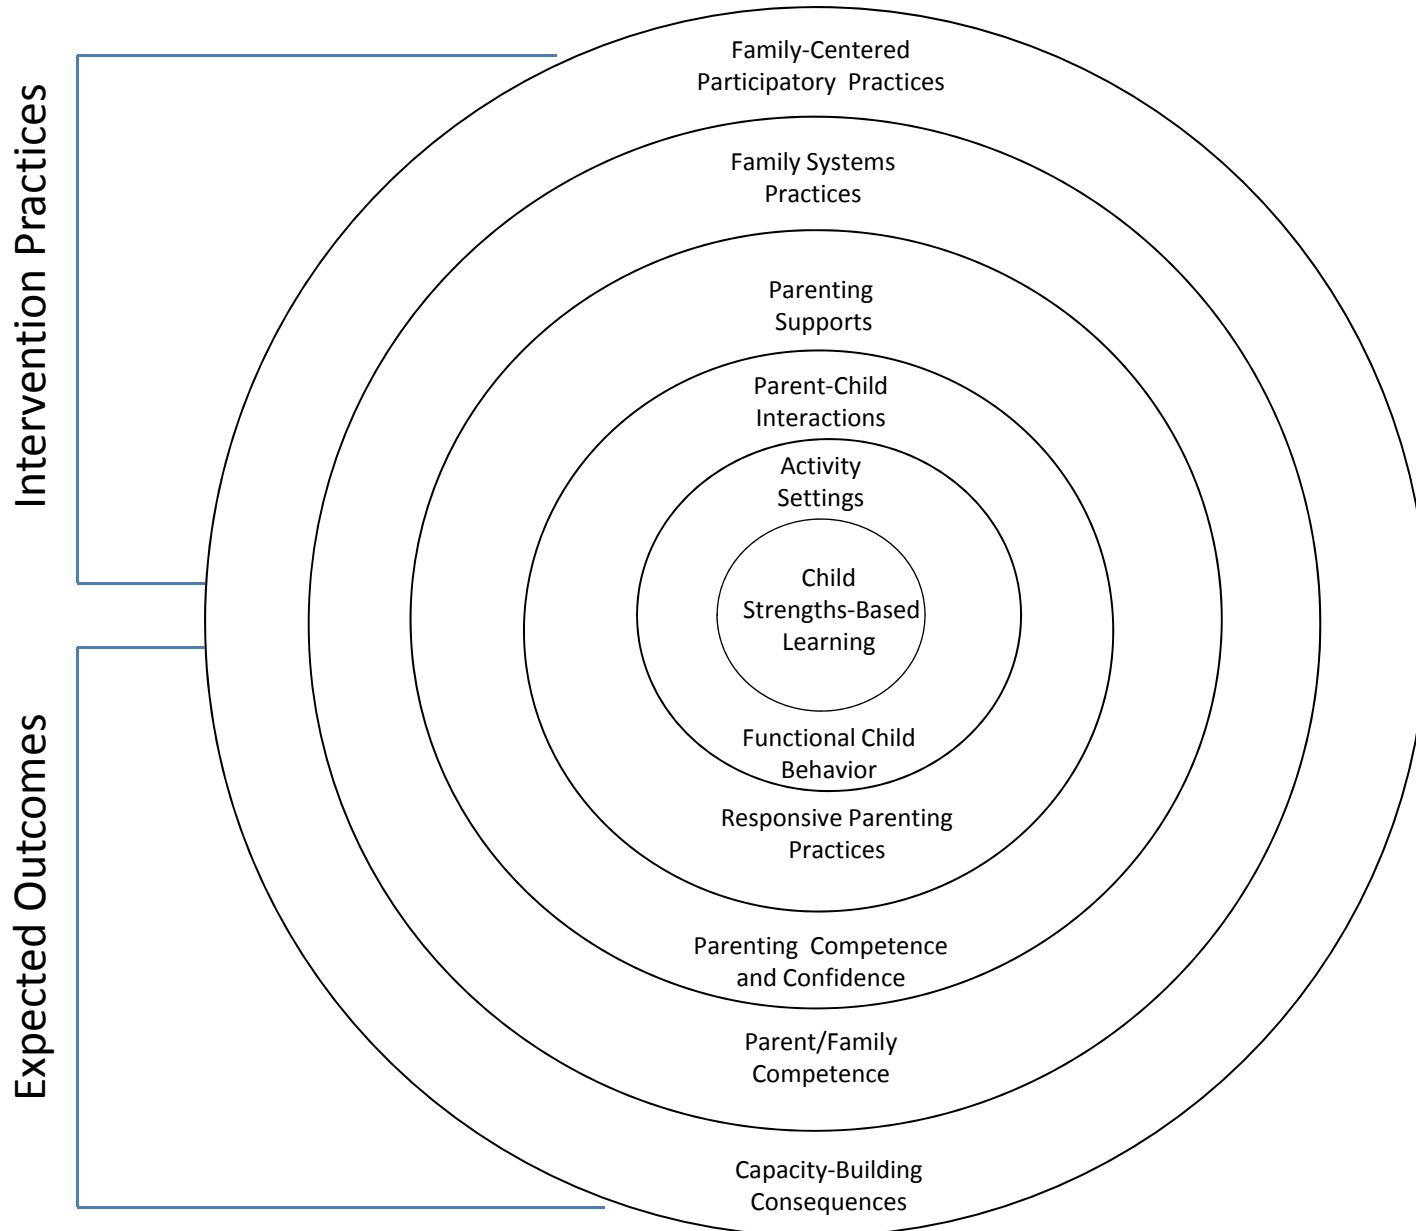 Intervention Practices
Expected Outcomes
Family-Centered
Participatory Practices
Family Systems
Practices
Parenting
Supports
Parent-Child
Interactions
Activity
Settings
Child
Strengths-Based
Learning
Functional Child
Behavior
Responsive Parenting
Practices
Parenting Competence
and Confidence
Parent/Family
Competence
Capacity-Building
Consequences